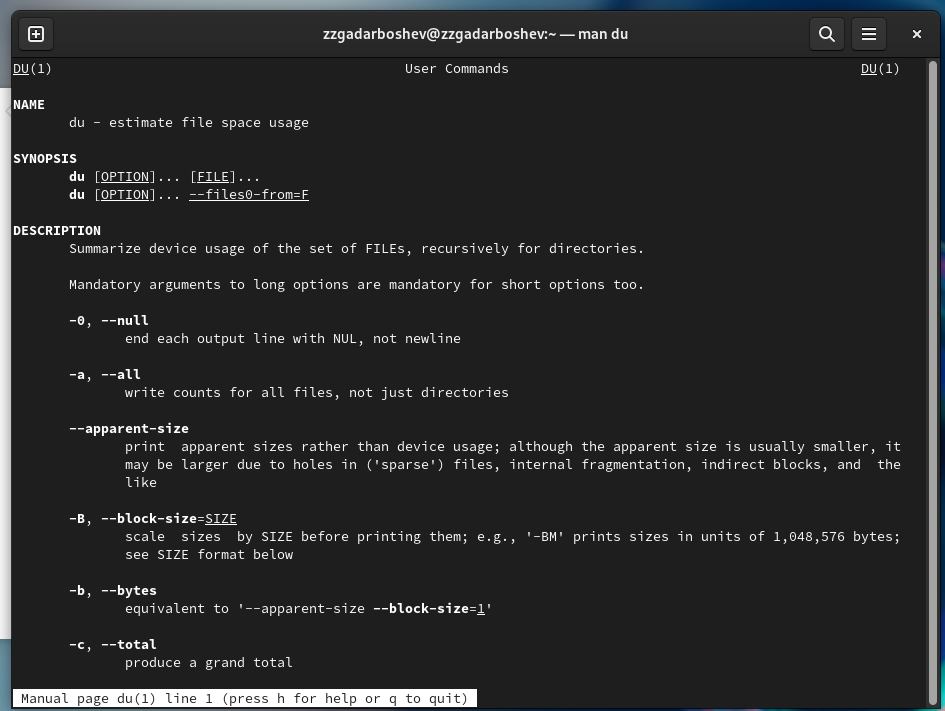 zzgadarboshev@zzgadarboshev:~ — man du
DU(1) User Commands DU(1)
NAME
du - estimate file space usage
SYNOPSIS
du [OPTION]... [FILE]...
du [OPTION]... --files0-from=F
DESCRIPTION
Summarize device usage of the set of FILEs, recursively for directories.
Mandatory arguments to long options are mandatory for short options too.
-0, --null
end each output line with NUL, not newline
-a, --all
write counts for all files, not just directories
--apparent-size
print  apparent sizes rather than device usage; although the apparent size is usually smaller, it
may be larger due to holes in ('sparse') files, internal fragmentation, indirect blocks, and  the
like
-B, --block-size=SIZE
scale  sizes  by SIZE before printing them; e.g., '-BM' prints sizes in units of 1,048,576 bytes;
see SIZE format below
-b, --bytes
equivalent to '--apparent-size --block-size=1'
-c, --total
produce a grand total
Manual page du(1) line 1 (press h for help or q to quit)